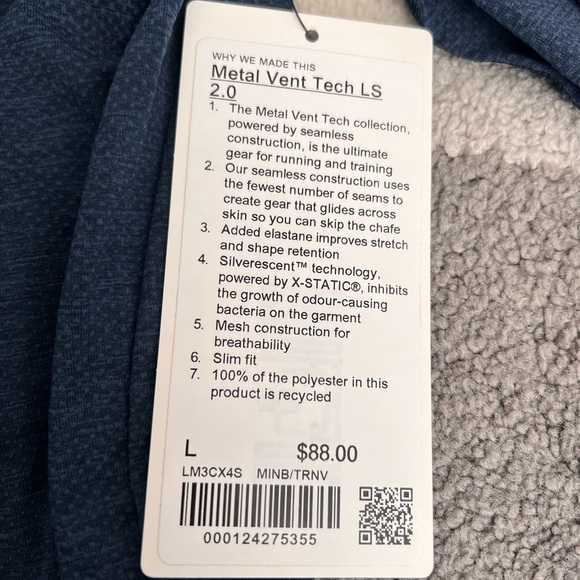 WHY WE MADE THIS
Metal Vent Tech LS
2.0
1. The Metal Vent Tech collection,
powered by seamless
construction, is the ultimate
gear for running and training
2. Our seamless construction uses
the fewest number of seams to
create gear that glides across
skin so you can skip the chafe
3. Added elastane improves stretch
and shape retention
4. Silverescent™ technology,
powered by X-STATIC®, inhibits
the growth of odour-causing
bacteria on the garment
5. Mesh construction for
breathability
6. Slim fit
7. 100% of the polyester in this
product is recycled
L $88.00
LM3CX4S MINB/TRNV
000124275355